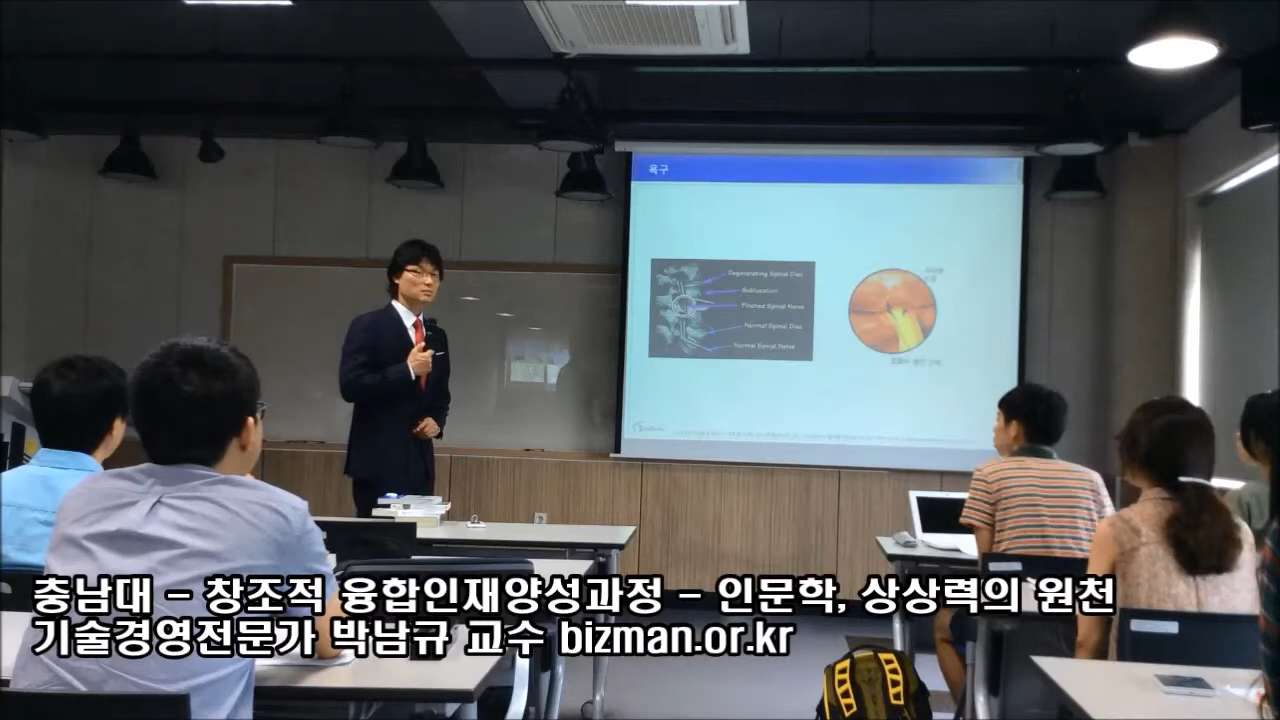 욕구
Degenerating Spinal Disc
Subluxation
Pinched Spinal Nerve
Normal Spinal Disc
Normal Spinal Nerve
충남대 - 창조적 융합인재양성과정 - 인문학, 상상력의 원천
기술경영전문가 박남규 교수 bizman.or.kr